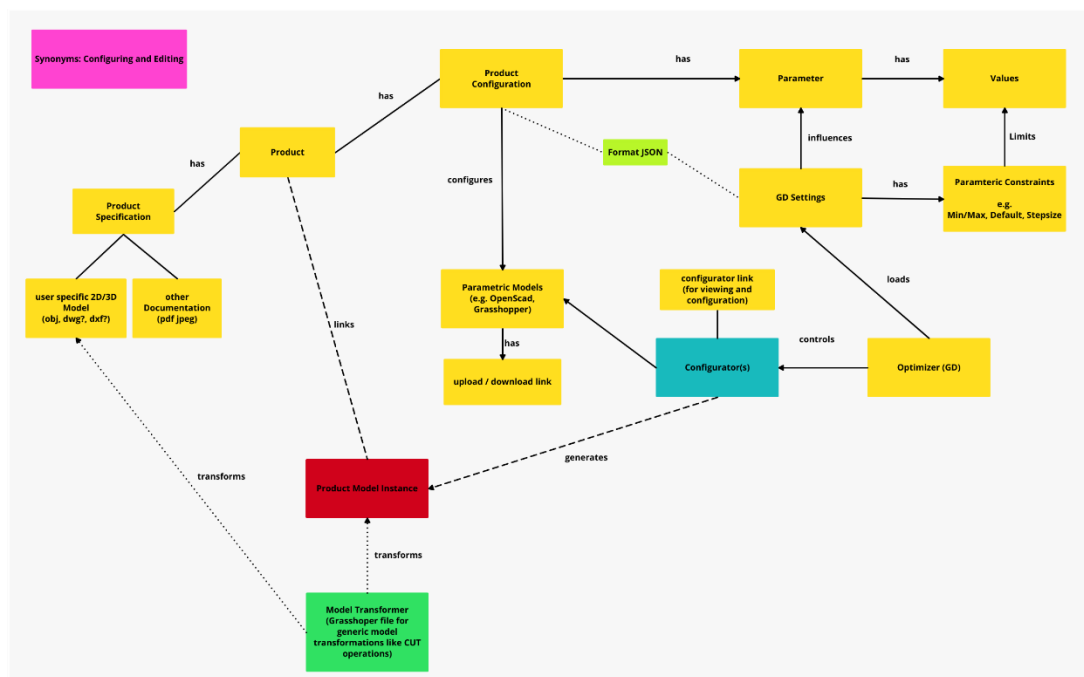 Synonyms: Configuring and Editing
Product
Configuration
has
Parameter
has
Values
has
Product
has
Format JSON
influences
Limits
configures
GD Settings
has
Paramteric Constraints
e.g.
Min/Max, Default, Stepsize
Product
Specification
user specific 2D/3D
Model
(obj, dwg?, dxf?)
other
Documentation
(pdf jpeg)
links
Parametric Models
(e.g. OpenScad,
Grasshopper)
configurator link
(for viewing and
configuration)
loads
has
upload / download link
Configurator(s)
controls
Optimizer (GD)
generates
transforms
Product Model Instance
transforms
Model Transformer
(Grasshoper file for
generic model
transformations like CUT
operations)